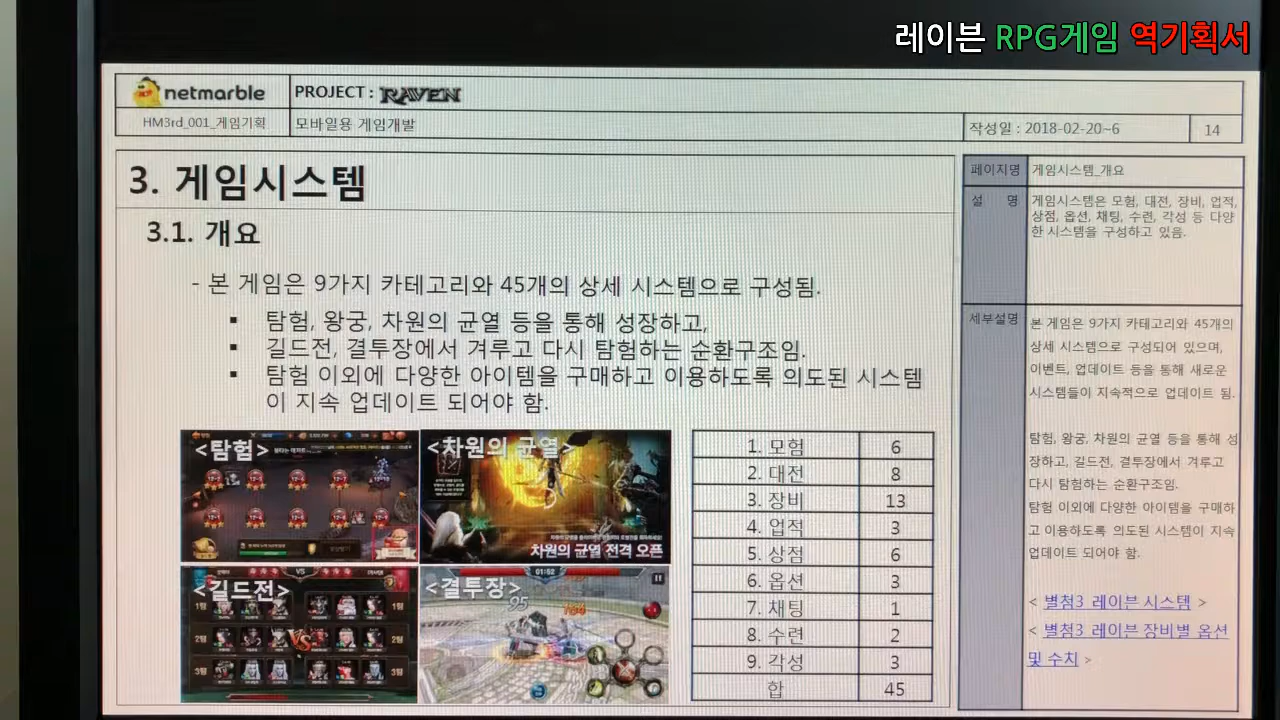 레이븐 RPG게임 역기획서
netmarble
PROJECT : RAVEN
HM3rd_001_게임기획
모바일용 게임개발
작성일 : 2018-02-20~6
14
3. 게임시스템
3.1. 개요
- 본 게임은 9가지 카테고리와 45개의 상세 시스템으로 구성됨.
▪ 탐험, 왕궁, 차원의 균열 등을 통해 성장하고,
▪ 길드전, 결투장에서 겨루고 다시 탐험하는 순환구조임.
▪ 탐험 이외에 다양한 아이템을 구매하고 이용하도록 의도된 시스템
이 지속 업데이트 되어야 함.
<탐험>
<차원의 균열>
차원의 균열 전격 오픈
<길드전>
VS
1팀
1팀
2팀
VS
2팀
3팀
3팀
<결투장>
01:52
95
1. 모험 6
2. 대전 8
3. 장비 13
4. 업적 3
5. 상점 6
6. 옵션 3
7. 채팅 1
8. 수련 2
9. 각성 3
합 45
페이지명 게임시스템_개요
설 명 게임시스템은 모험, 대전, 장비, 업적,
상점, 옵션, 채팅, 수련, 각성 등 다양
한 시스템을 구성하고 있음.
세부설명 본 게임은 9가지 카테고리와 45개의
상세 시스템으로 구성되어 있으며,
이벤트, 업데이트 등을 통해 새로운
시스템들이 지속적으로 업데이트 됨.
탐험, 왕궁, 차원의 균열 등을 통해 성
장하고, 길드전, 결투장에서 겨루고
다시 탐험하는 순환구조임.
탐험 이외에 다양한 아이템을 구매하
고 이용하도록 의도된 시스템이 지속
업데이트 되어야 함.
< 별첨3_레이븐 시스템 >
< 별첨3_레이븐 장비별 옵션
및 수치 >